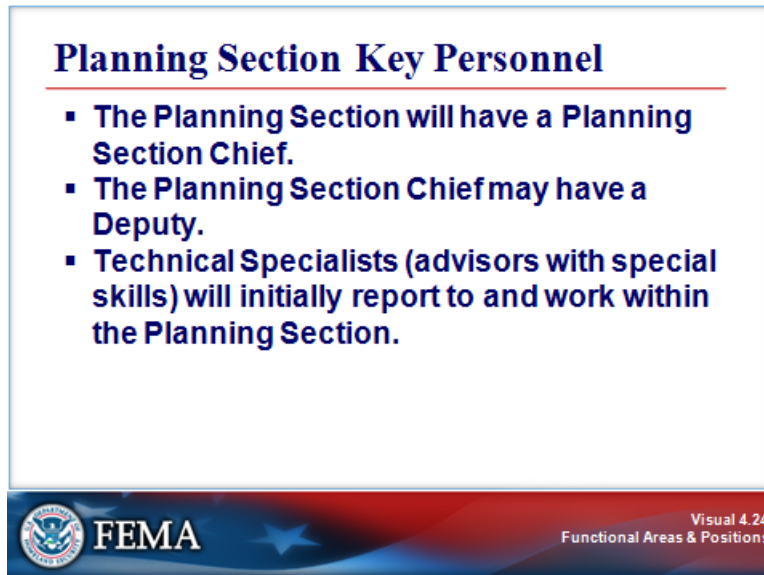 Planning Section Key Personnel
▪ The Planning Section will have a Planning
Section Chief.
▪ The Planning Section Chief may have a
Deputy.
▪ Technical Specialists (advisors with special
skills) will initially report to and work within
the Planning Section.
FEMA
Visual 4.24
Functional Areas & Positions